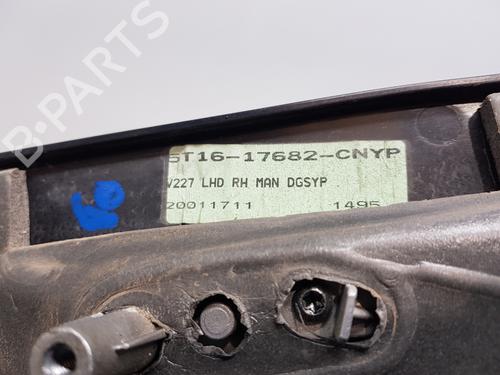 B-PARTS
5T16-17682-CNYP
V227 LHD RH MAN DGSYP
20011711 1495